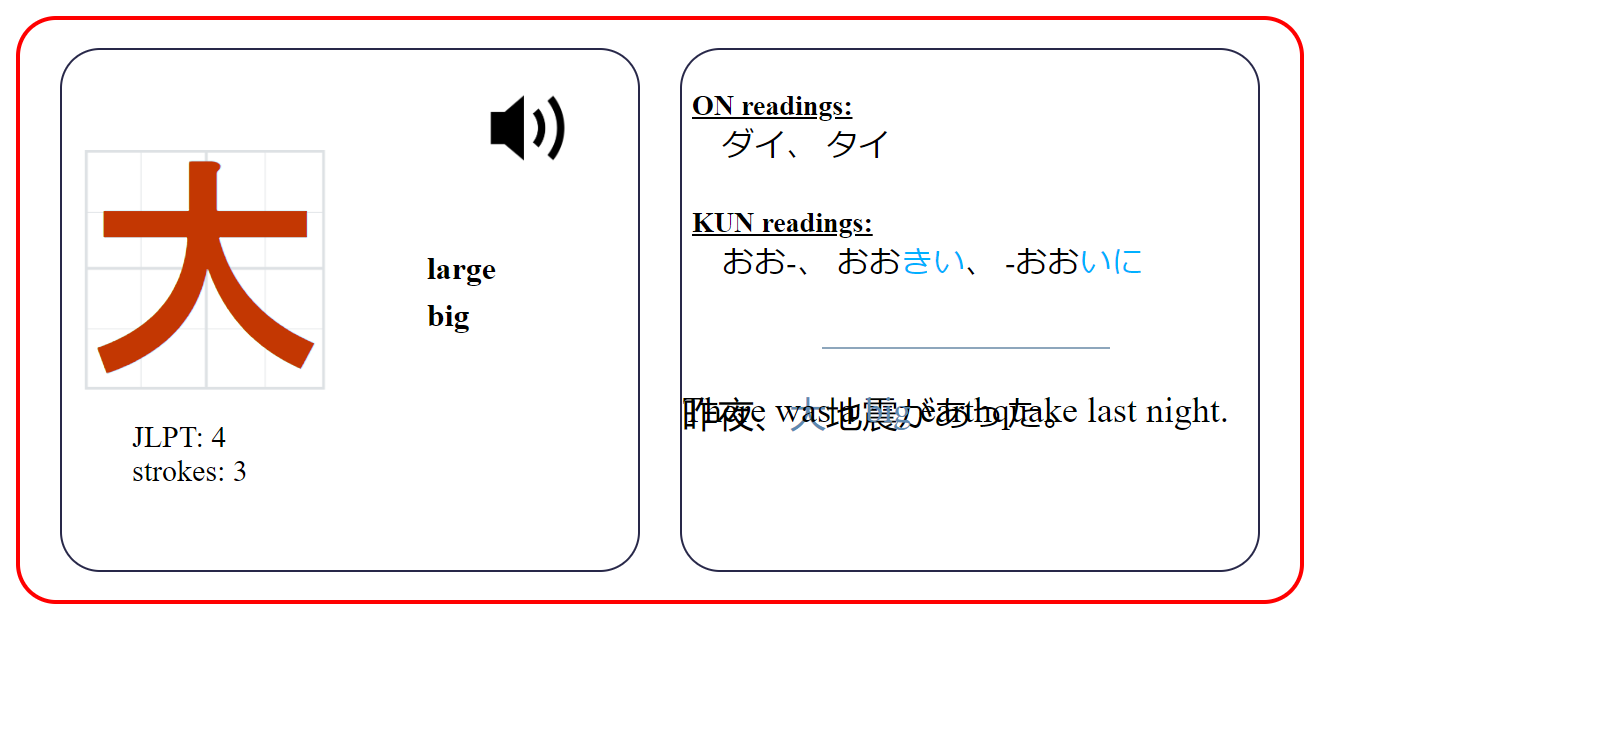 大
large
big
JLPT: 4
strokes: 3
ON readings:
ダイ、 タイ
KUN readings:
おお-、 おおきい、 -おおいに
There was a big earthquake last night.
昨夜、大地震があった。